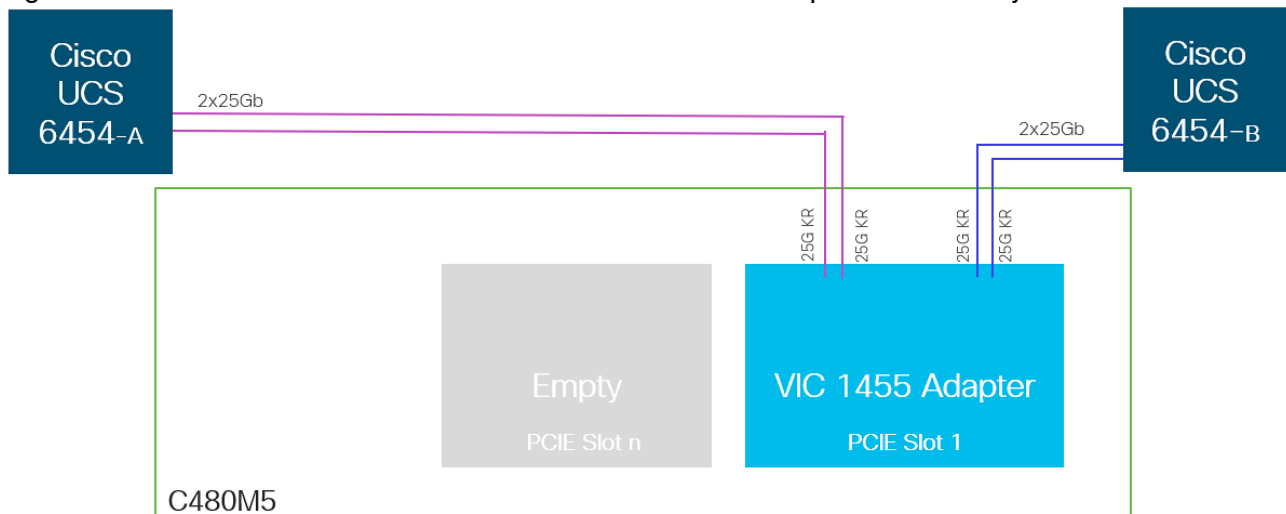 Cisco
UCS
6454-A
2x25Gb
Cisco
UCS
6454-B
2x25Gb
25G KR
25G KR
25G KR
25G KR
Empty
PCIE Slot n
VIC 1455 Adapter
PCIE Slot 1
C480M5